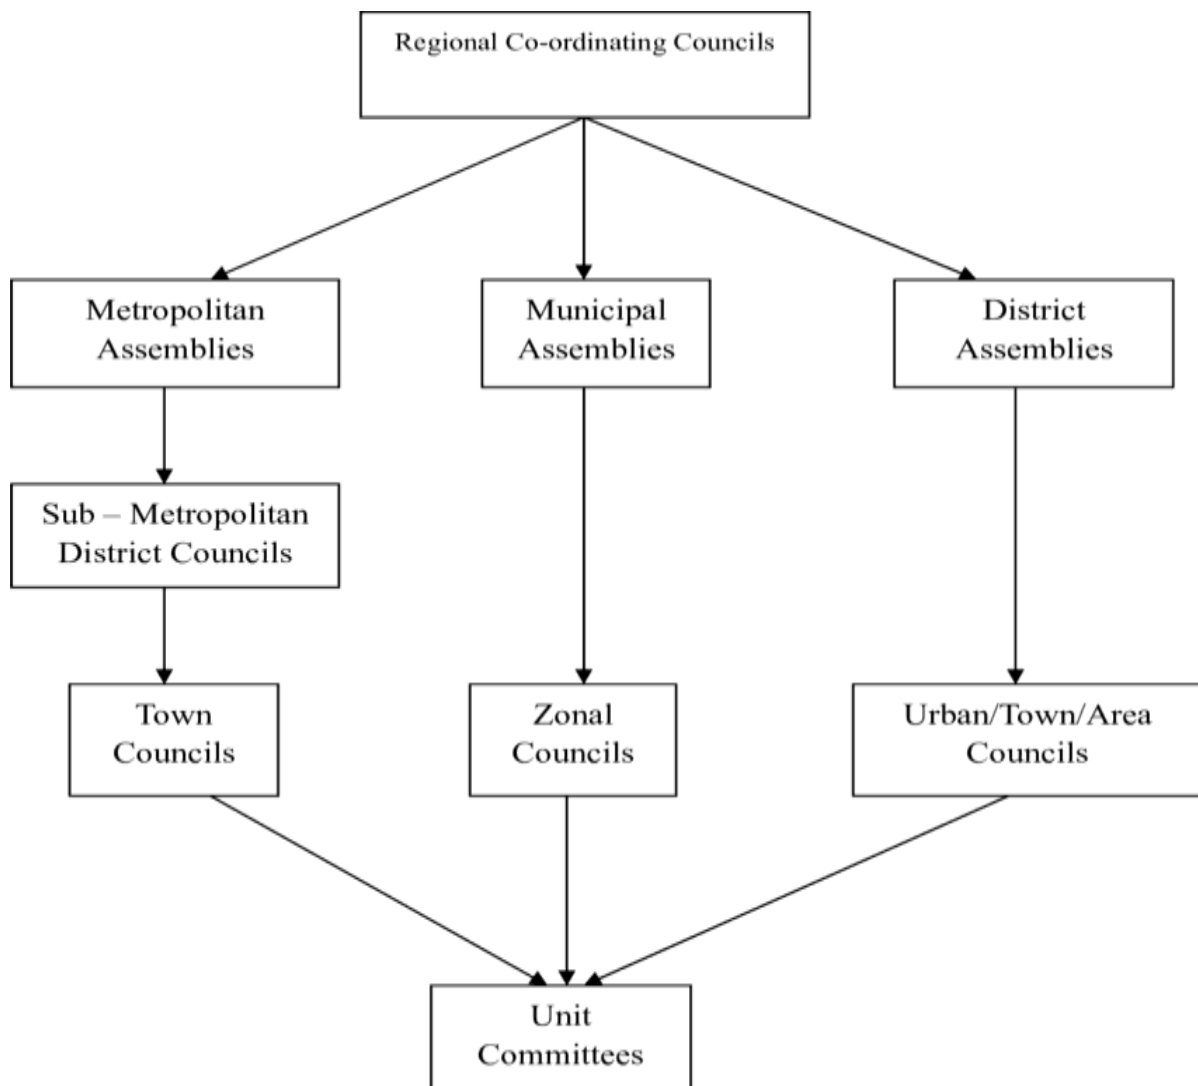 Regional Co-ordinating Councils
Metropolitan
Assemblies
Municipal
Assemblies
District
Assemblies
Sub – Metropolitan
District Councils
Town
Councils
Zonal
Councils
Urban/Town/Area
Councils
Unit
Committees